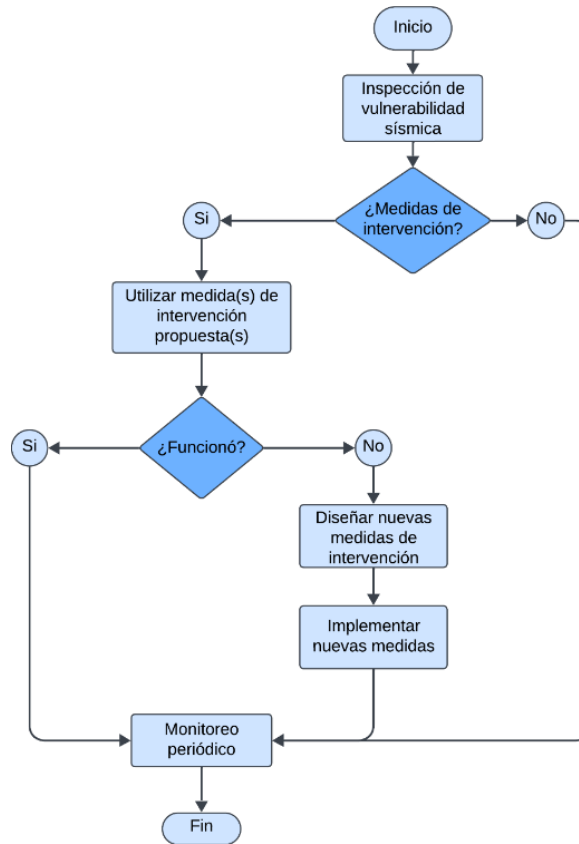 Inicio
Inspección de
vulnerabilidad
sísmica
¿Medidas de
intervención?
Si
No
Utilizar medida(s) de
intervención
propuesta(s)
¿Funcionó?
Si
No
Diseñar nuevas
medidas de
intervención
Implementar
nuevas medidas
Monitoreo
periódico
Fin